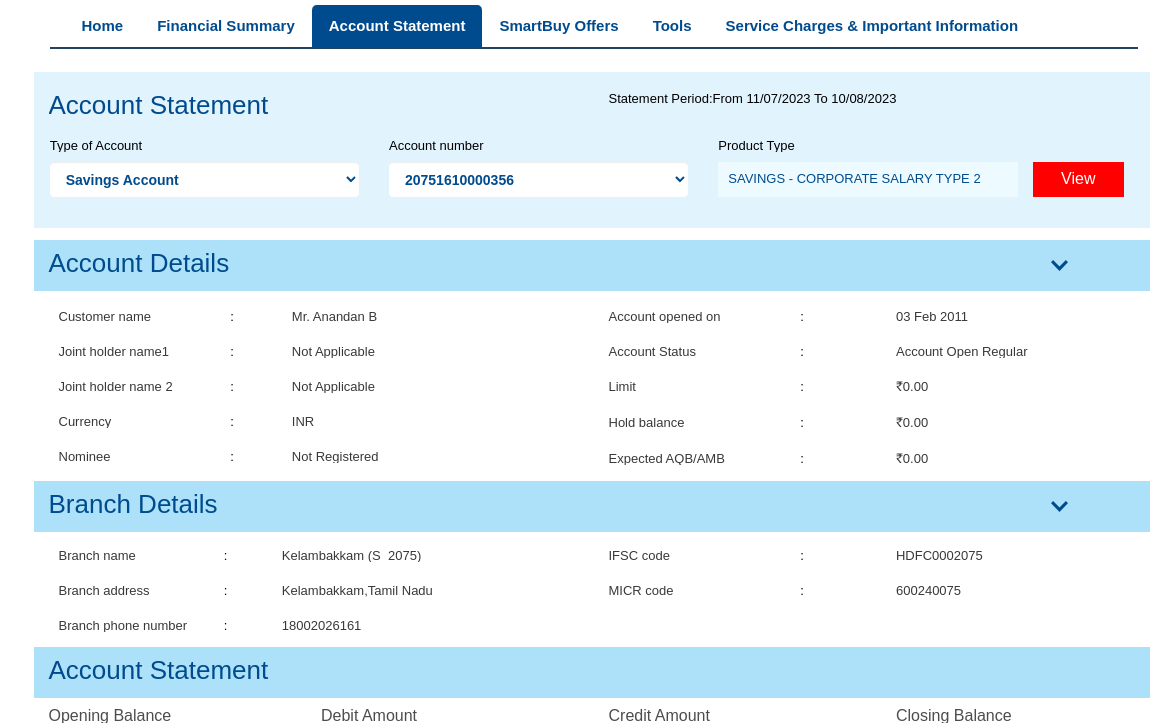 Home Financial Summary Account Statement SmartBuy Offers Tools Service Charges & Important Information
Account Statement Statement Period:From 11/07/2023 To 10/08/2023
Type of Account Account number Product Type
Savings Account 20751610000356 SAVINGS - CORPORATE SALARY TYPE 2 View
Account Details
Customer name : Mr. Anandan B Account opened on : 03 Feb 2011
Joint holder name1 : Not Applicable Account Status : Account Open Regular
Joint holder name 2 : Not Applicable Limit : ₹0.00
Currency : INR Hold balance : ₹0.00
Nominee : Not Registered Expected AQB/AMB : ₹0.00
Branch Details
Branch name : Kelambakkam (S 2075) IFSC code : HDFC0002075
Branch address : Kelambakkam,Tamil Nadu MICR code : 600240075
Branch phone number : 18002026161
Account Statement
Opening Balance Debit Amount Credit Amount Closing Balance